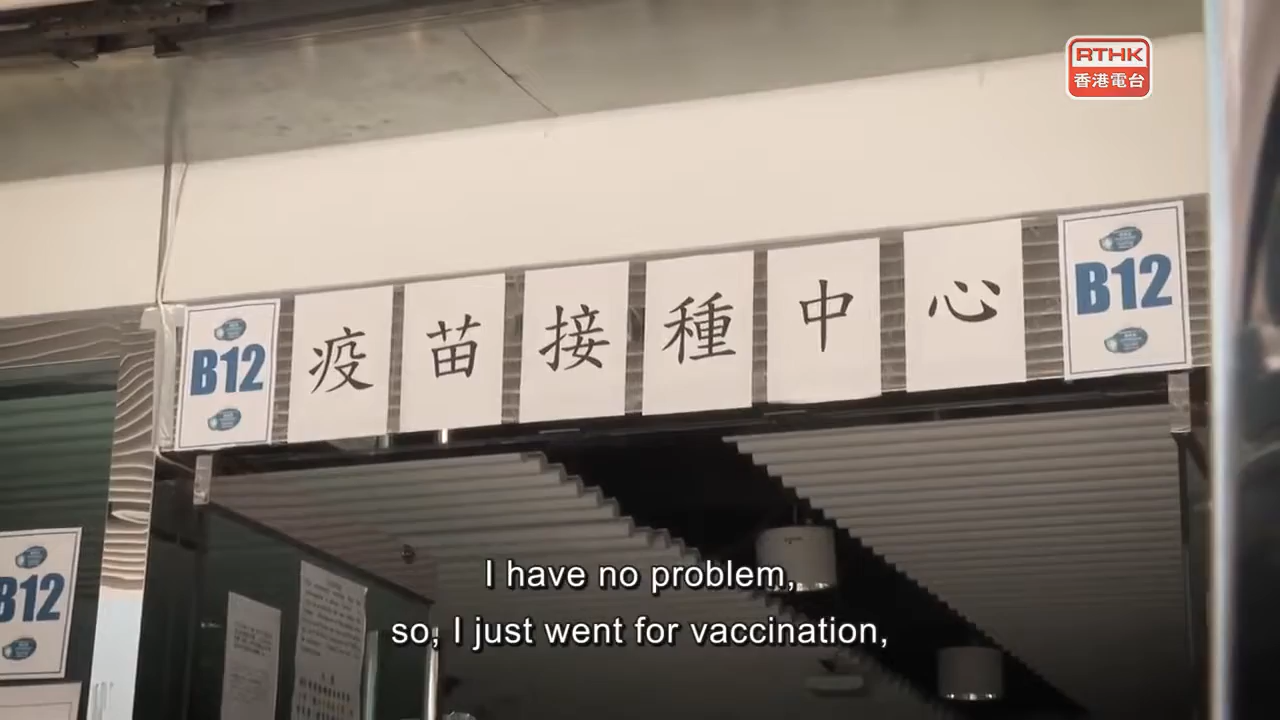 RTHK
香港電台
B12 疫苗接種中心 B12
B12
I have no problem,
so, I just went for vaccination,